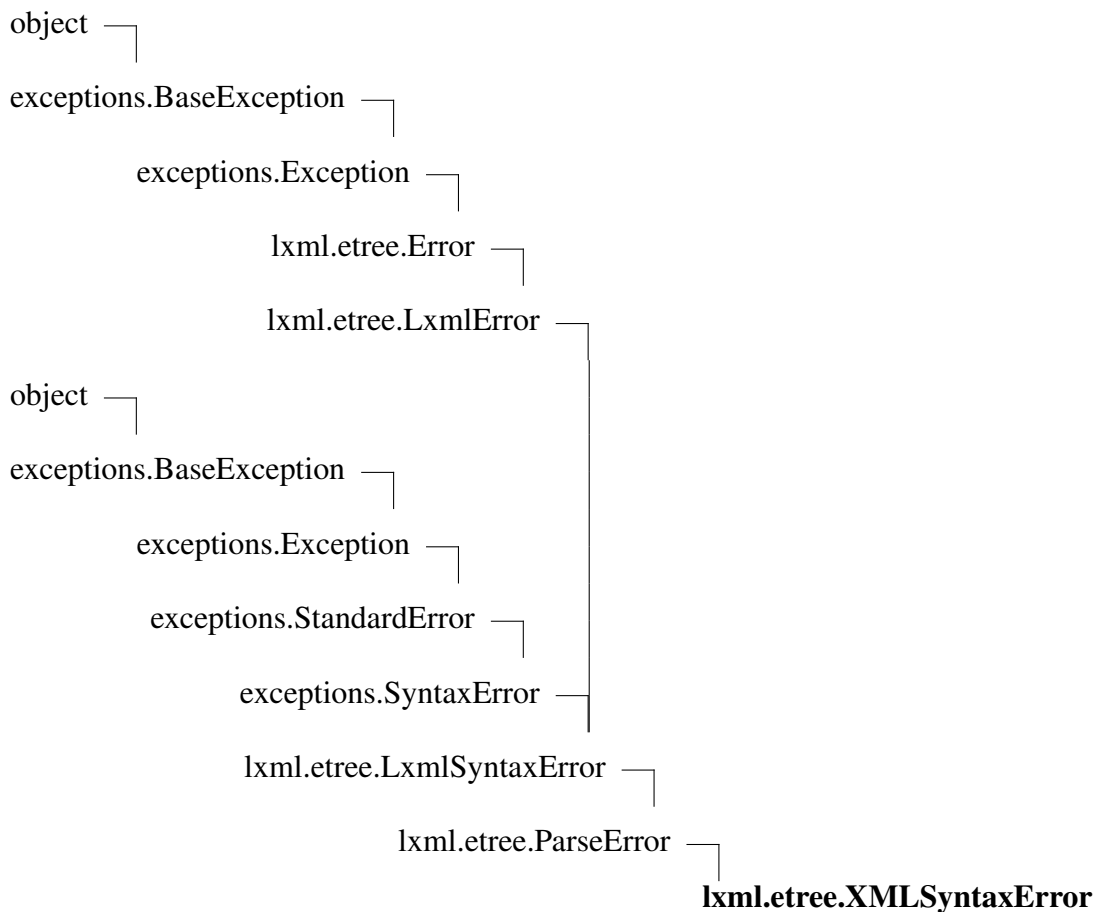 object
exceptions.BaseException
exceptions.Exception
lxml.etree.Error
lxml.etree.LxmlError
object
exceptions.BaseException
exceptions.Exception
exceptions.StandardError
exceptions.SyntaxError
lxml.etree.LxmlSyntaxError
lxml.etree.ParseError
lxml.etree.XMLSyntaxError